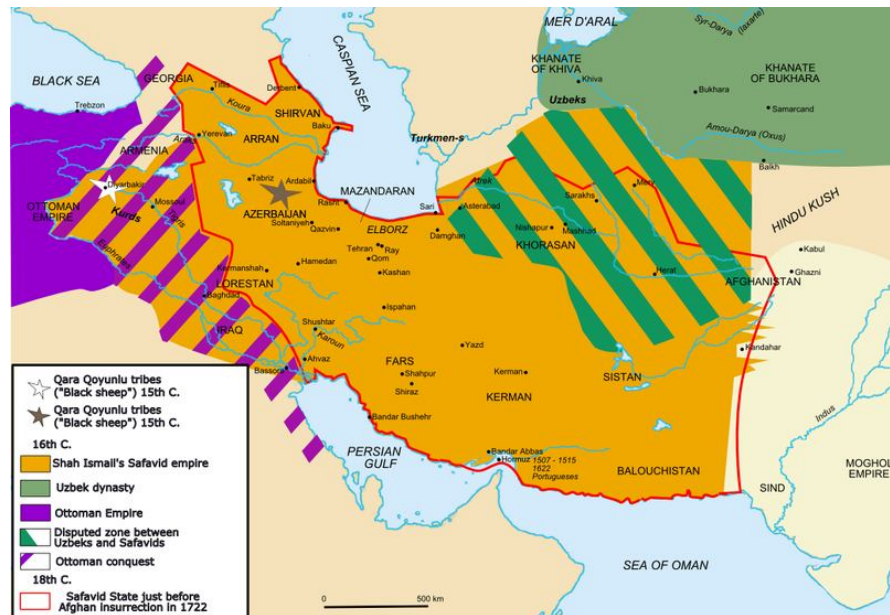 MER D'ARAL
Syr-Darya (Iaxarte)
KHANATE
OF KHIVA
KHANATE
OF BUKHARA
Khiva
Bukhara
Samarcand
Uzbeks
Amou-Darya (Oxus)
BLACK SEA
CASPIAN SEA
GEORGIA
Tiflis
Derbent
Trebzon
Koura
SHIRVAN
Baku
Turkmen-s
Yerevan
ARRAN
Araks
ARMENIA
Balkh
Diyarbakir
Tabriz
Ardabil
MAZANDARAN
Atrek
Merv
Sarakhs
OTTOMAN
EMPIRE
Mossoul
Kurds
Tigris
AZERBAIJAN
Rasht
Sari
Asterabad
HINDU KUSH
Soltaniyeh
ELBORZ
Qazvin
Damghan
Nishapur
Mashhad
KHORASAN
Euphrates
Tehran
Ray
Qom
Kabul
Kermanshah
Hamedan
Kashan
Herat
AFGHANISTAN
Ghazni
LORESTAN
Baghdad
Ispahan
IRAQ
Shushtar
Karoun
Yazd
Kandahar
Bassora
Ahvaz
FARS
Shahpur
Shiraz
Kerman
SISTAN
KERMAN
Indus
Bandar Bushehr
MOGHOL
EMPIRE
PERSIAN
GULF
Bandar Abbas
Hormuz
1507 - 1515
1622
Portugueses
BALOUCHISTAN
SIND
SEA OF OMAN
Qara Qoyunlu tribes
("Black sheep") 15th C.
Qara Qoyunlu tribes
("Black sheep") 15th C.
16th C.
Shah Ismail's Safavid empire
Uzbek dynasty
Ottoman Empire
Disputed zone between
Uzbeks and Safavids
Ottoman conquest
18th C.
Safavid State just before
Afghan insurrection in 1722
0
500 km